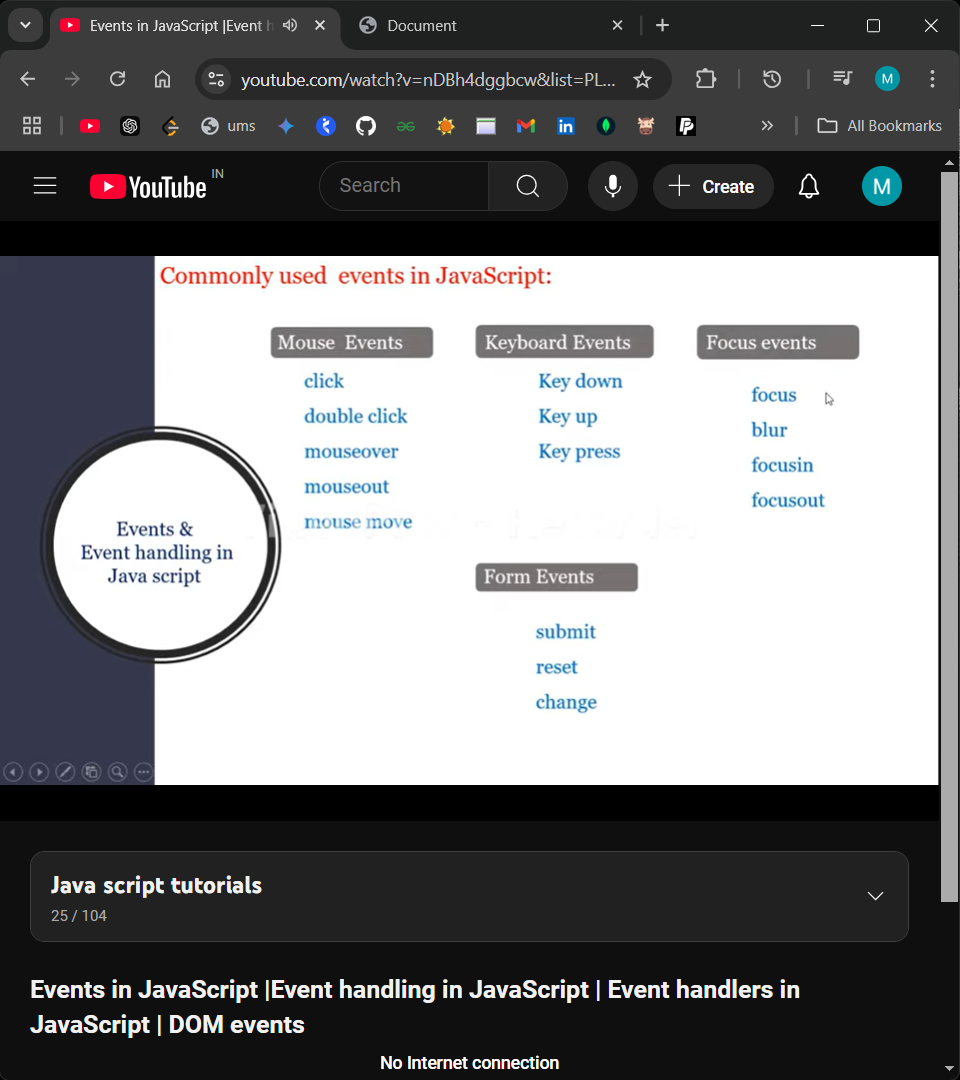 Events in JavaScript |Event h
Document
youtube.com/watch?v=nDBh4dggbcw&list=PL...
M
ums
All Bookmarks
YouTube IN
Search
Create
M
Commonly used events in JavaScript:
Mouse Events
click
double click
mouseover
mouseout
mouse move
Keyboard Events
Key down
Key up
Key press
Focus events
focus
blur
focusin
focusout
Events &
Event handling in
Java script
Form Events
submit
reset
change
Java script tutorials
25 / 104
Events in JavaScript |Event handling in JavaScript | Event handlers in
JavaScript | DOM events
No Internet connection